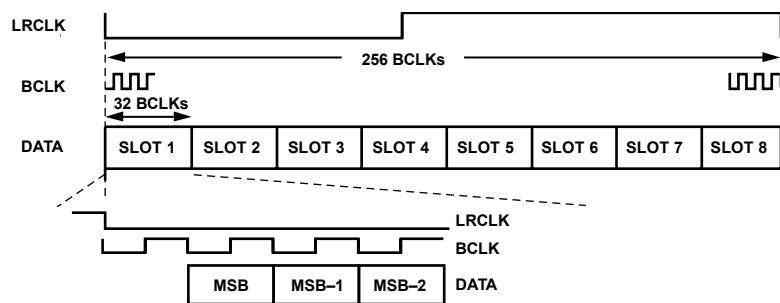 LRCLK
256 BCLKs
BCLK
32 BCLKs
DATA SLOT 1 SLOT 2 SLOT 3 SLOT 4 SLOT 5 SLOT 6 SLOT 7 SLOT 8
LRCLK
BCLK
MSB MSB–1 MSB–2 DATA